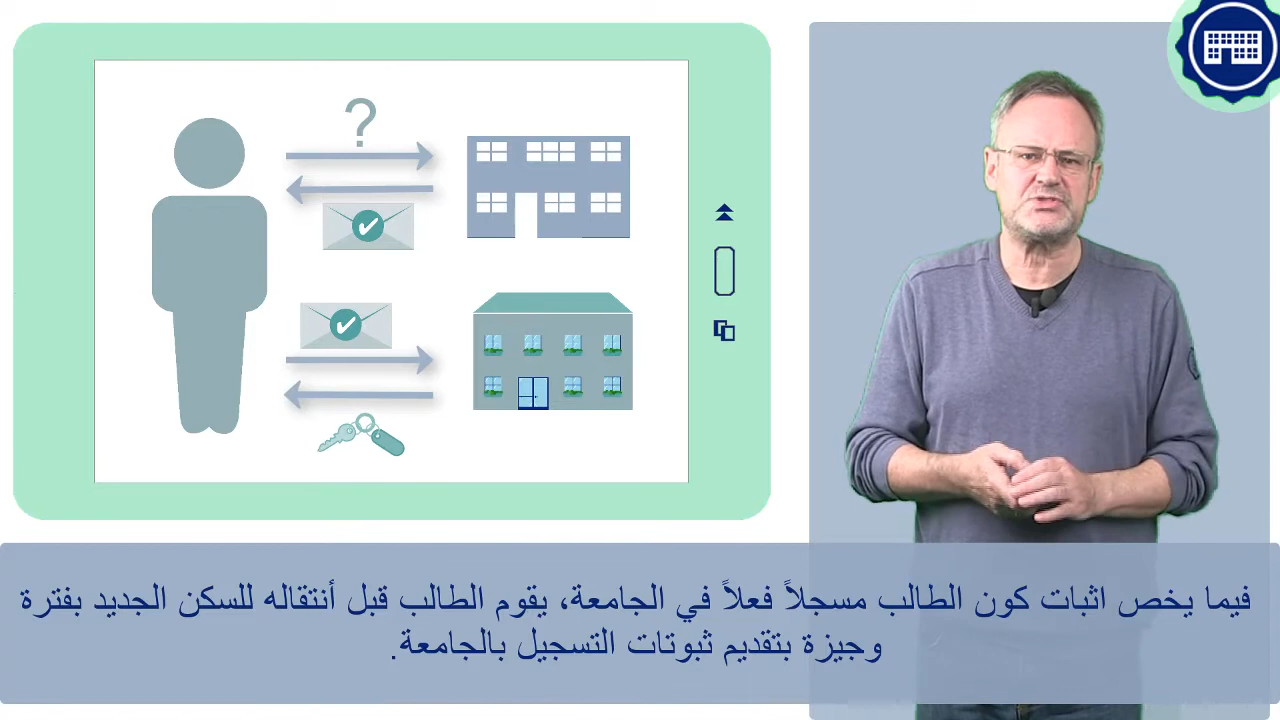 ?
فيما يخص اثبات كون الطالب مسجلاً فعلاً في الجامعة، يقوم الطالب قبل أنتقاله للسكن الجديد بفترة
وجيزة بتقديم ثبوتات التسجيل بالجامعة.